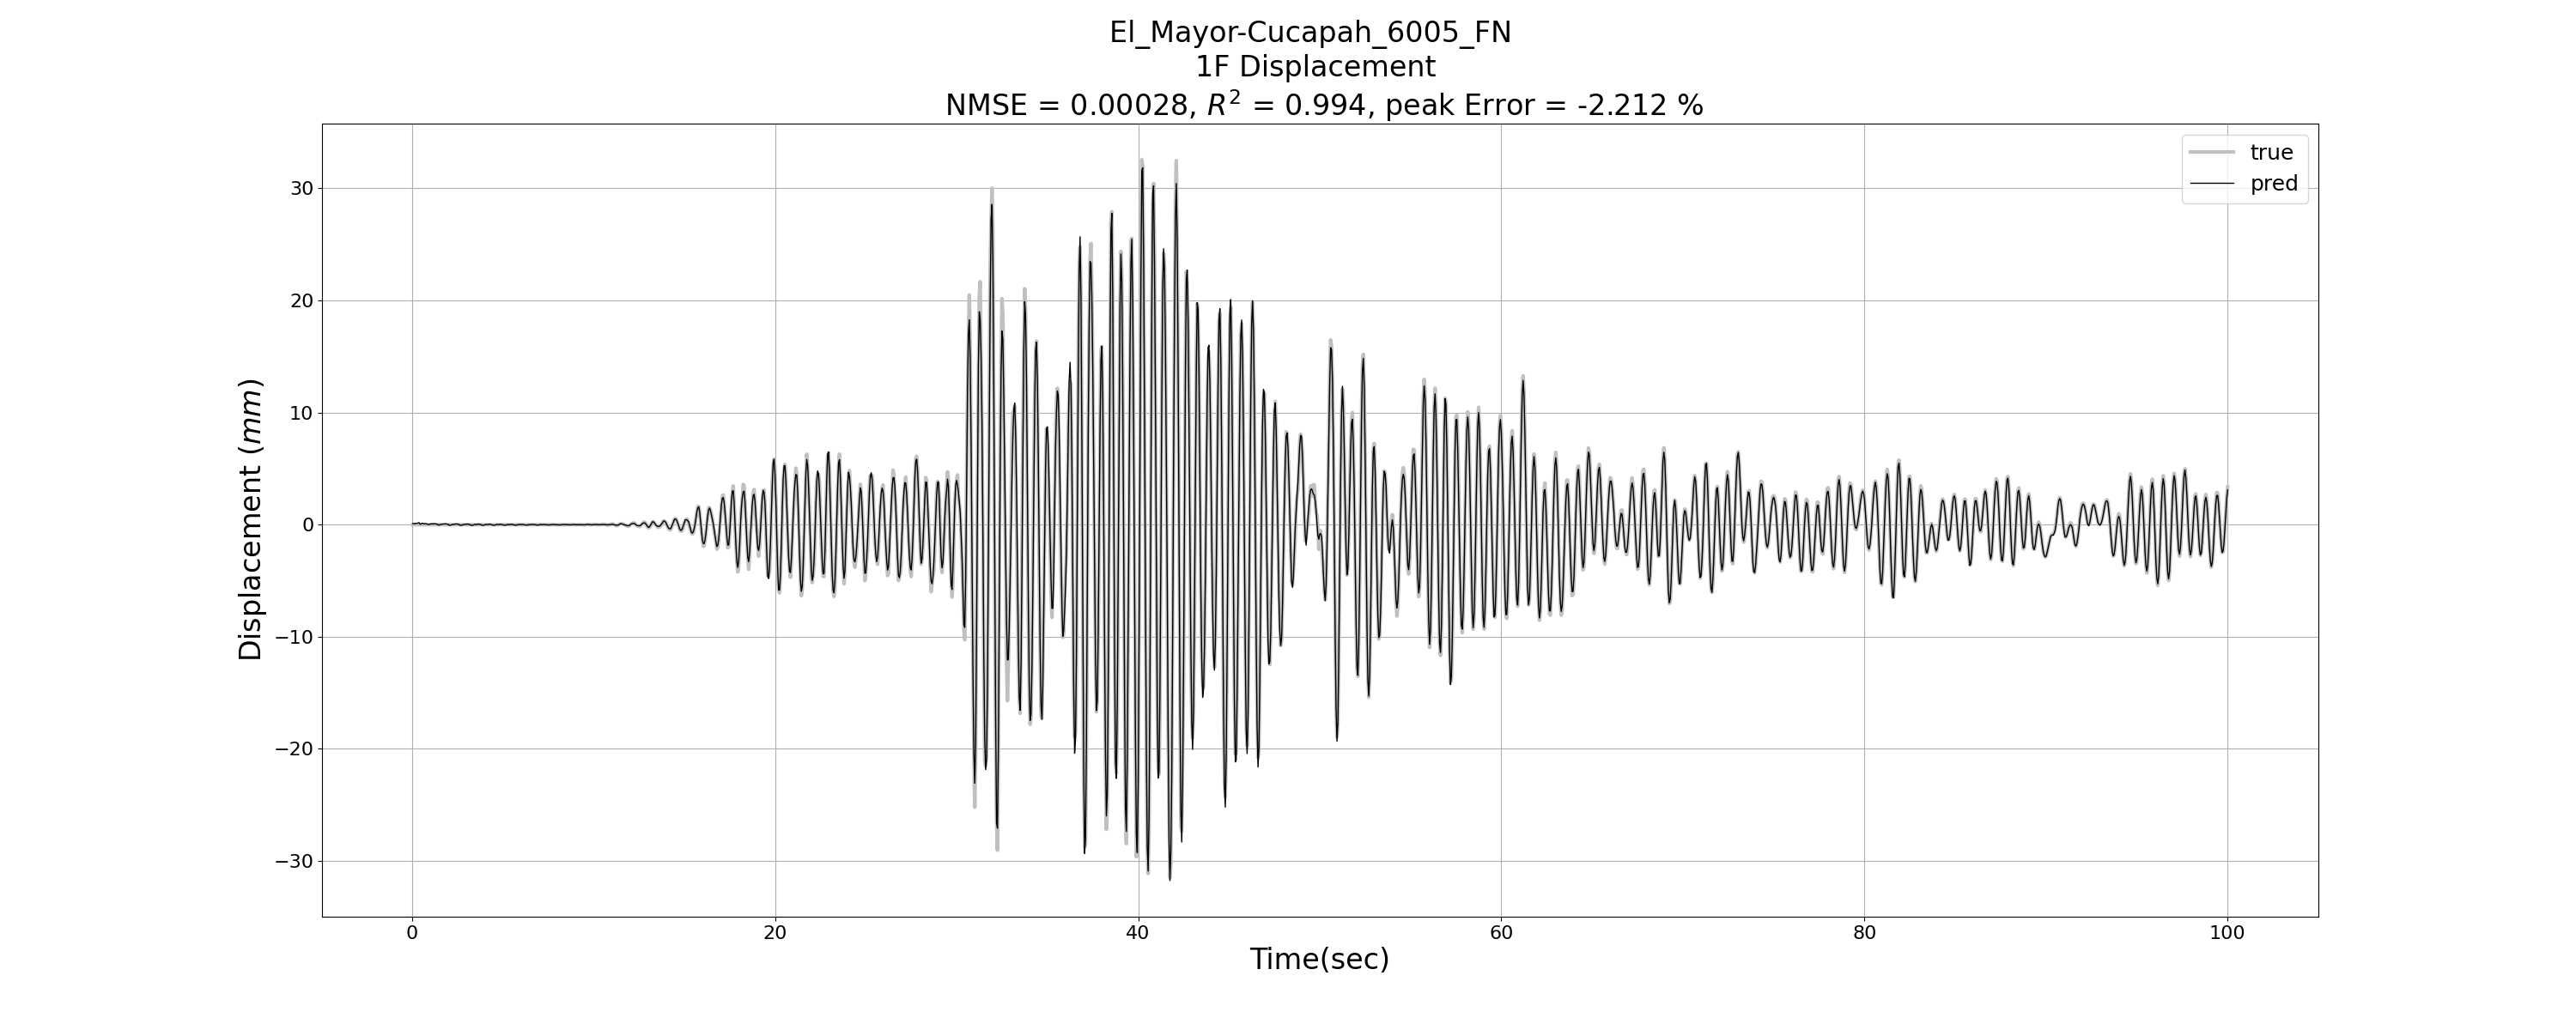 El_Mayor-Cucapah_6005_FN
1F Displacement
NMSE = 0.00028, R² = 0.994, peak Error = -2.212 %
true
pred
30
20
10
0
−10
−20
−30
Displacement (mm)
0 20 40 60 80 100
Time(sec)